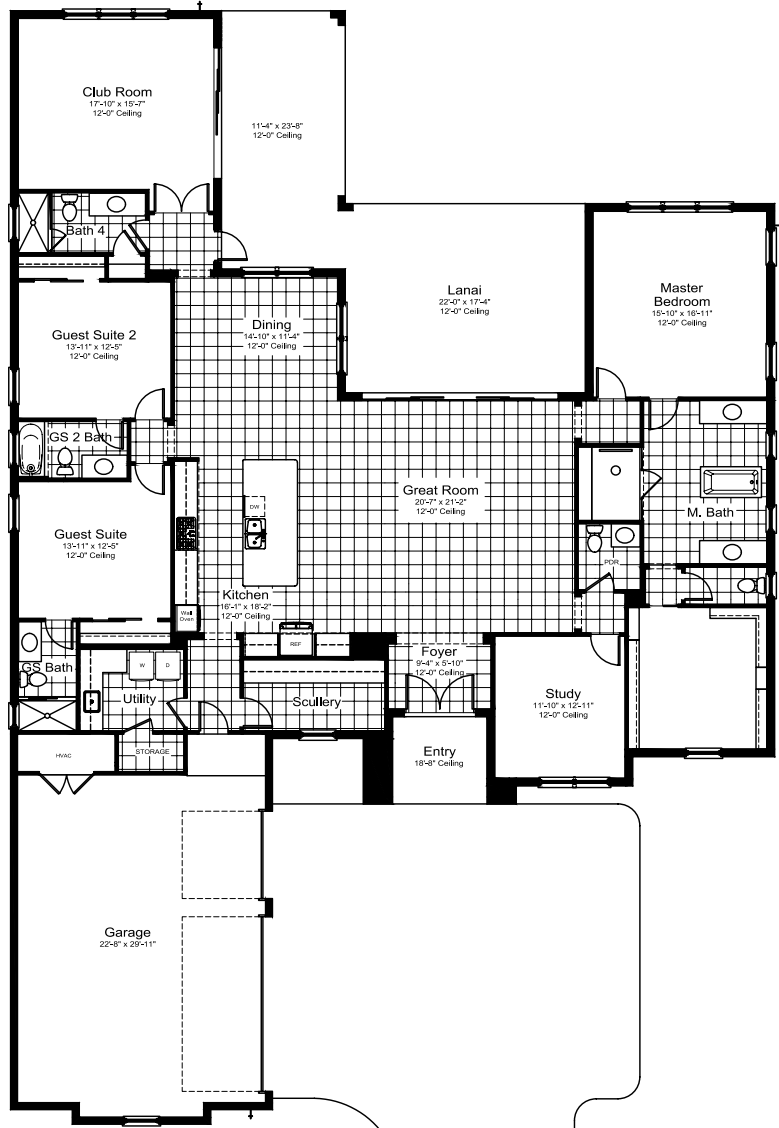 Club Room
17'-10" x 15'-7"
12'-0" Ceiling
11'-4" x 23'-8"
12'-0" Ceiling
Bath 4
Lanai
22'-0" x 17'-4"
12'-0" Ceiling
Master
Bedroom
15'-10" x 16'-11"
12'-0" Ceiling
Dining
14'-10" x 11'-4"
12'-0" Ceiling
Guest Suite 2
13'-11" x 12'-5"
12'-0" Ceiling
GS 2 Bath
Great Room
20'-7" x 21'-2"
12'-0" Ceiling
DW
M. Bath
Guest Suite
13'-11" x 12'-5"
12'-0" Ceiling
PDR
Kitchen
16'-1" x 18'-2"
12'-0" Ceiling
Wall
Oven
REF
Foyer
9'-4" x 5'-10"
12'-0" Ceiling
GS Bath
W
D
Utility
Scullery
Study
11'-10" x 12'-11"
12'-0" Ceiling
HVAC
STORAGE
Entry
18'-8" Ceiling
Garage
22'-8" x 29'-11"